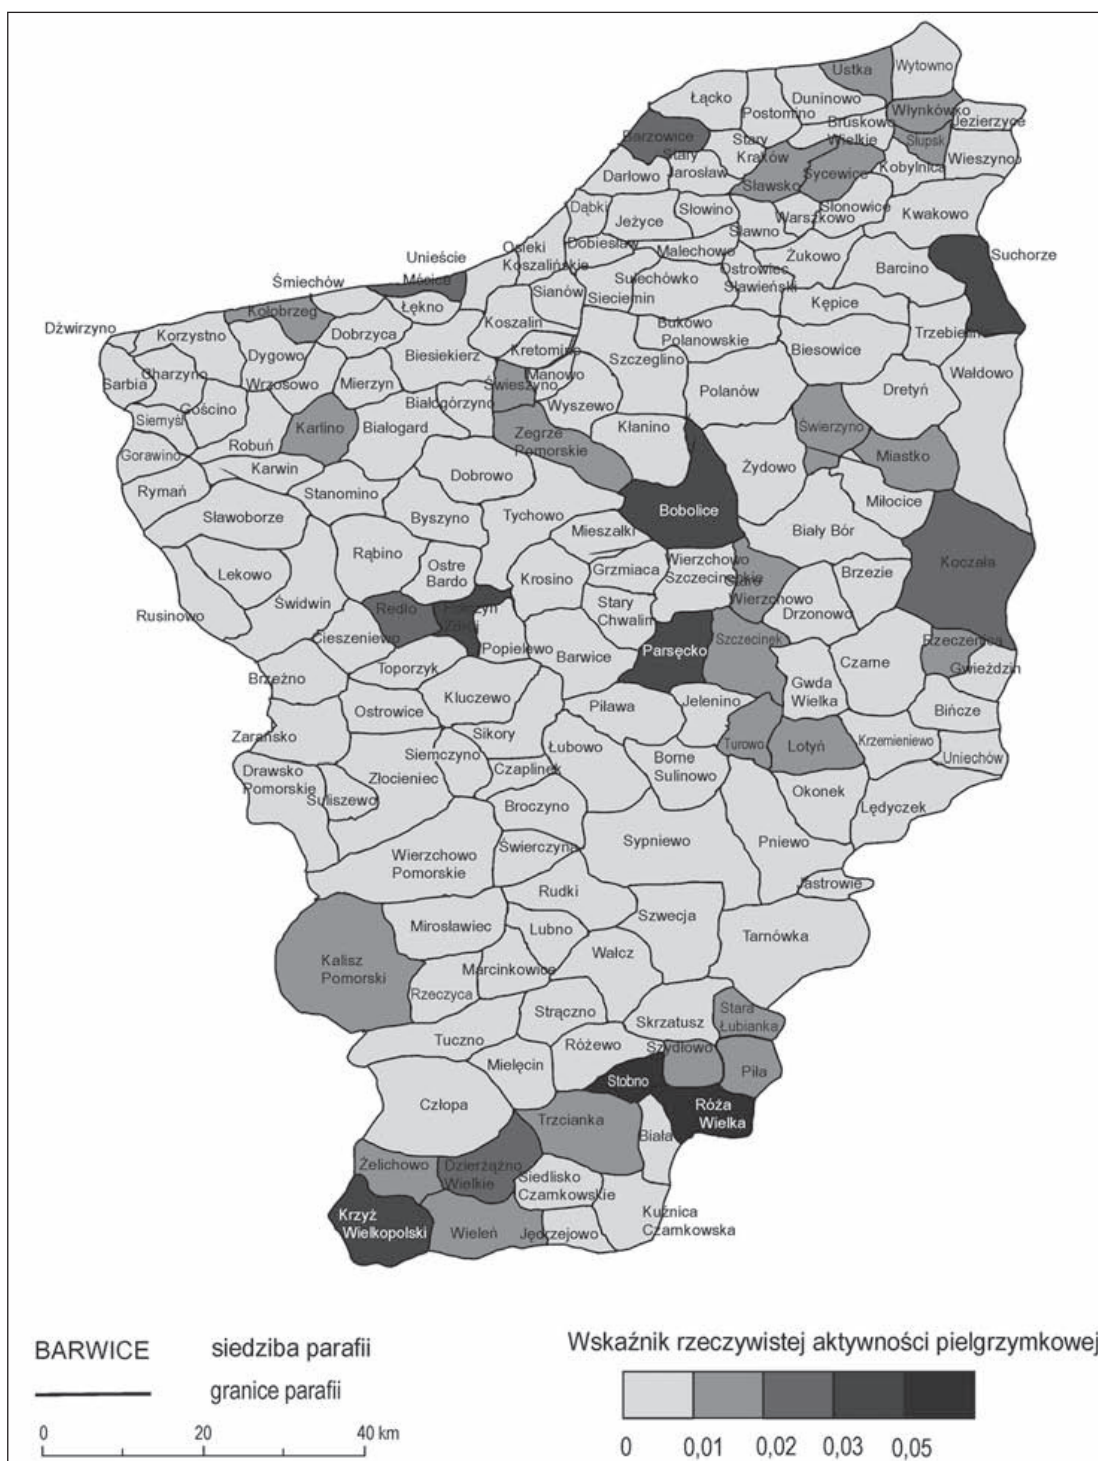 Ustka
Wytowno
Łącko
Duninowo
Postomino
Włynkówko
Jezierzyce
Barzowice
Bruskowo
Wielkie
Słupsk
Stary
Kraków
Stary
Jarosław
Kobylnica
Wieszyno
Darłowo
Sławsko
Sycewice
Dąbki
Jeżyce
Słowino
Sławno
Warszkowo
Słonowice
Kwakowo
Osieki
Koszalińskie
Dobiesław
Malechowo
Żukowo
Barcino
Suchorze
Unieście
Śmiechów
Mścice
Sianów
Sieciemin
Sulechówko
Ostrowiec
Sławieński
Kępice
Łękno
Kołobrzeg
Dźwirzyno
Korzystno
Dobrzyca
Koszalin
Bukowo
Polanowskie
Trzebielino
Dygowo
Biesiekierz
Kretomino
Szczeglino
Biesowice
Wałdowo
Charzyno
Sarbia
Wrzosowo
Mierzyn
Świeszyno
Manowo
Polanów
Dretyń
Gościno
Białogórzyno
Wyszewo
Siemyśl
Karlino
Białogard
Zegrze
Pomorskie
Kłanino
Świerzyno
Robuń
Gorawino
Karwin
Dobrowo
Żydowo
Miastko
Rymań
Stanomino
Miłocice
Sławoborze
Byszyno
Tychowo
Bobolice
Mieszałki
Biały Bór
Rąbino
Ostre
Bardo
Krosino
Grzmiąca
Wierzchowo
Szczecineckie
Stare
Wierzchowo
Brzezie
Koczała
Lekowo
Rusinowo
Świdwin
Redło
Połczyn
Zdrój
Stary
Chwalim
Drzonowo
Cieszeniewo
Popielewo
Barwice
Parsęcko
Szczecinek
Czarne
Rzeczenica
Gwieździn
Brzeźno
Toporzyk
Kluczewo
Gwda
Wielka
Ostrowice
Piława
Jelenino
Bińcze
Zarańsko
Sikory
Turowo
Lotyń
Krzemieniewo
Uniechów
Siemczyno
Łubowo
Borne
Sulinowo
Drawsko
Pomorskie
Złocieniec
Czaplinek
Suliszewo
Okonek
Lędyczek
Broczyno
Wierzchowo
Pomorskie
Świerczyna
Sypniewo
Pniewo
Jastrowie
Rudki
Mirosławiec
Lubno
Szwecja
Tarnówka
Kalisz
Pomorski
Marcinkowice
Wałcz
Rzeczyca
Strączno
Skrzatusz
Stara
Łubianka
Tuczno
Różewo
Szydłowo
Mielęcin
Stobno
Piła
Człopa
Róża
Wielka
Trzcianka
Biała
Żelichowo
Dzierżążno
Wielkie
Siedlisko
Czarnkowskie
Krzyż
Wielkopolski
Wieleń
Jędrzejowo
Kuźnica
Czarnkowska
BARWICE siedziba parafii
granice parafii
0 20 40 km
Wskaźnik rzeczywistej aktywności pielgrzymkowej
0 0,01 0,02 0,03 0,05